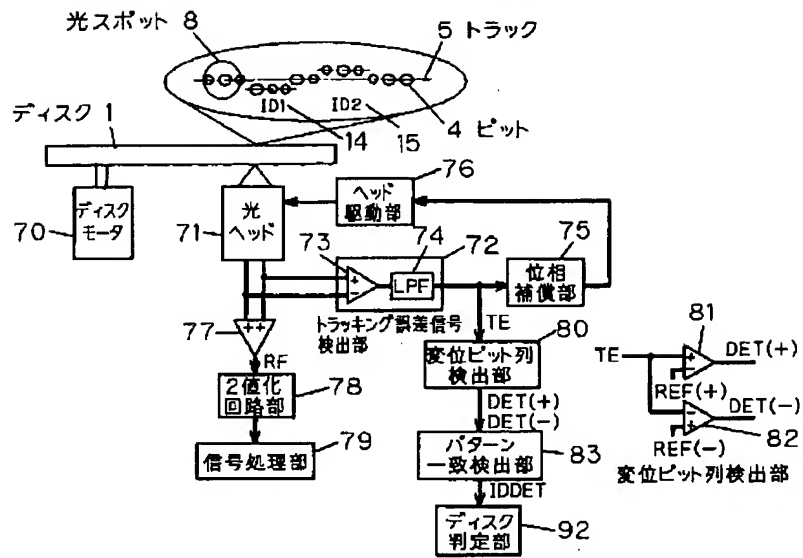 光スポット 8
5 トラック
ID1
ID2
14
15
4 ピット
ディスク 1
70
ディスク
モータ
71
光
ヘッド
76
ヘッド
駆動部
73
74
72
LPF
75
位相
補償部
トラッキング誤差信号
検出部
TE
77
RF
2値化
回路部
78
信号処理部
79
80
変位ピット列
検出部
DET(+)
DET(-)
パターン
一致検出部
83
IDDET
ディスク
判定部
92
TE
81
+
-
DET(+)
REF(+)
DET(-)
-
+
REF(-)
82
変位ピット列検出部
+
-
++